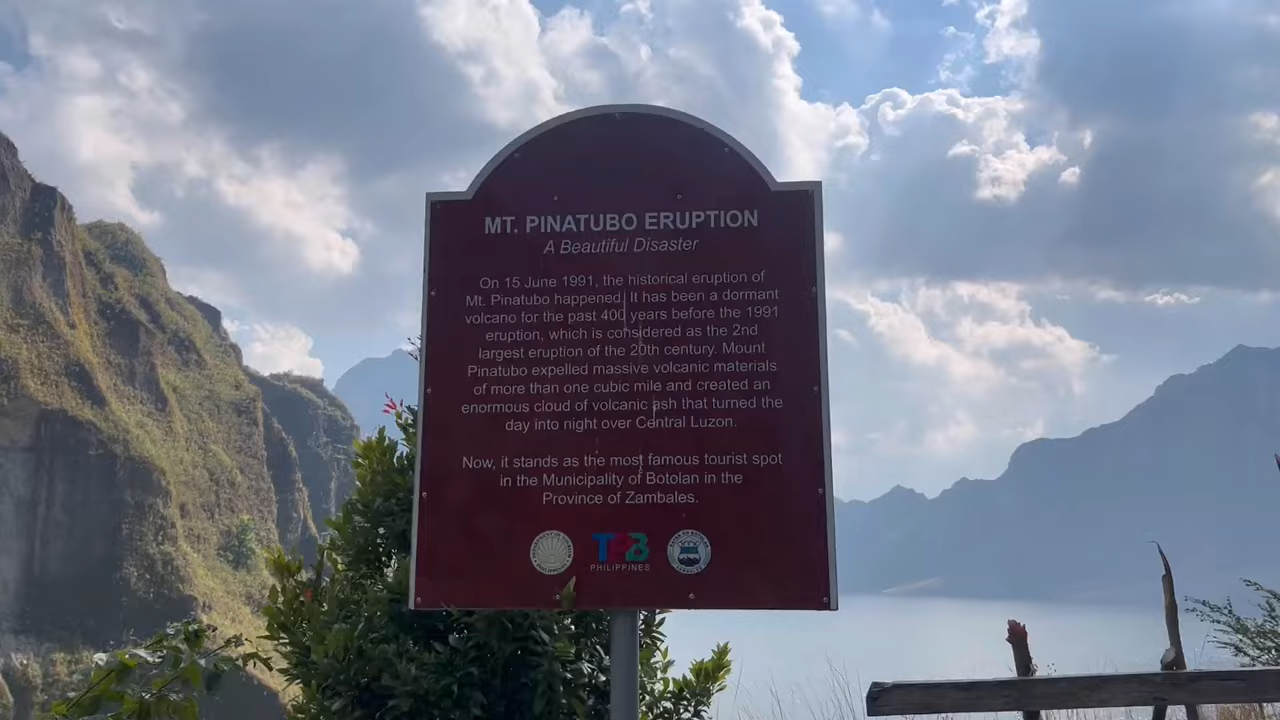 MT. PINATUBO ERUPTION
A Beautiful Disaster
On 15 June 1991, the historical eruption of
Mt. Pinatubo happened. It has been a dormant
volcano for the past 400 years before the 1991
eruption, which is considered as the 2nd
largest eruption of the 20th century. Mount
Pinatubo expelled massive volcanic materials
of more than one cubic mile and created an
enormous cloud of volcanic ash that turned the
day into night over Central Luzon.
Now, it stands as the most famous tourist spot
in the Municipality of Botolan in the
Province of Zambales.
TPB
PHILIPPINES